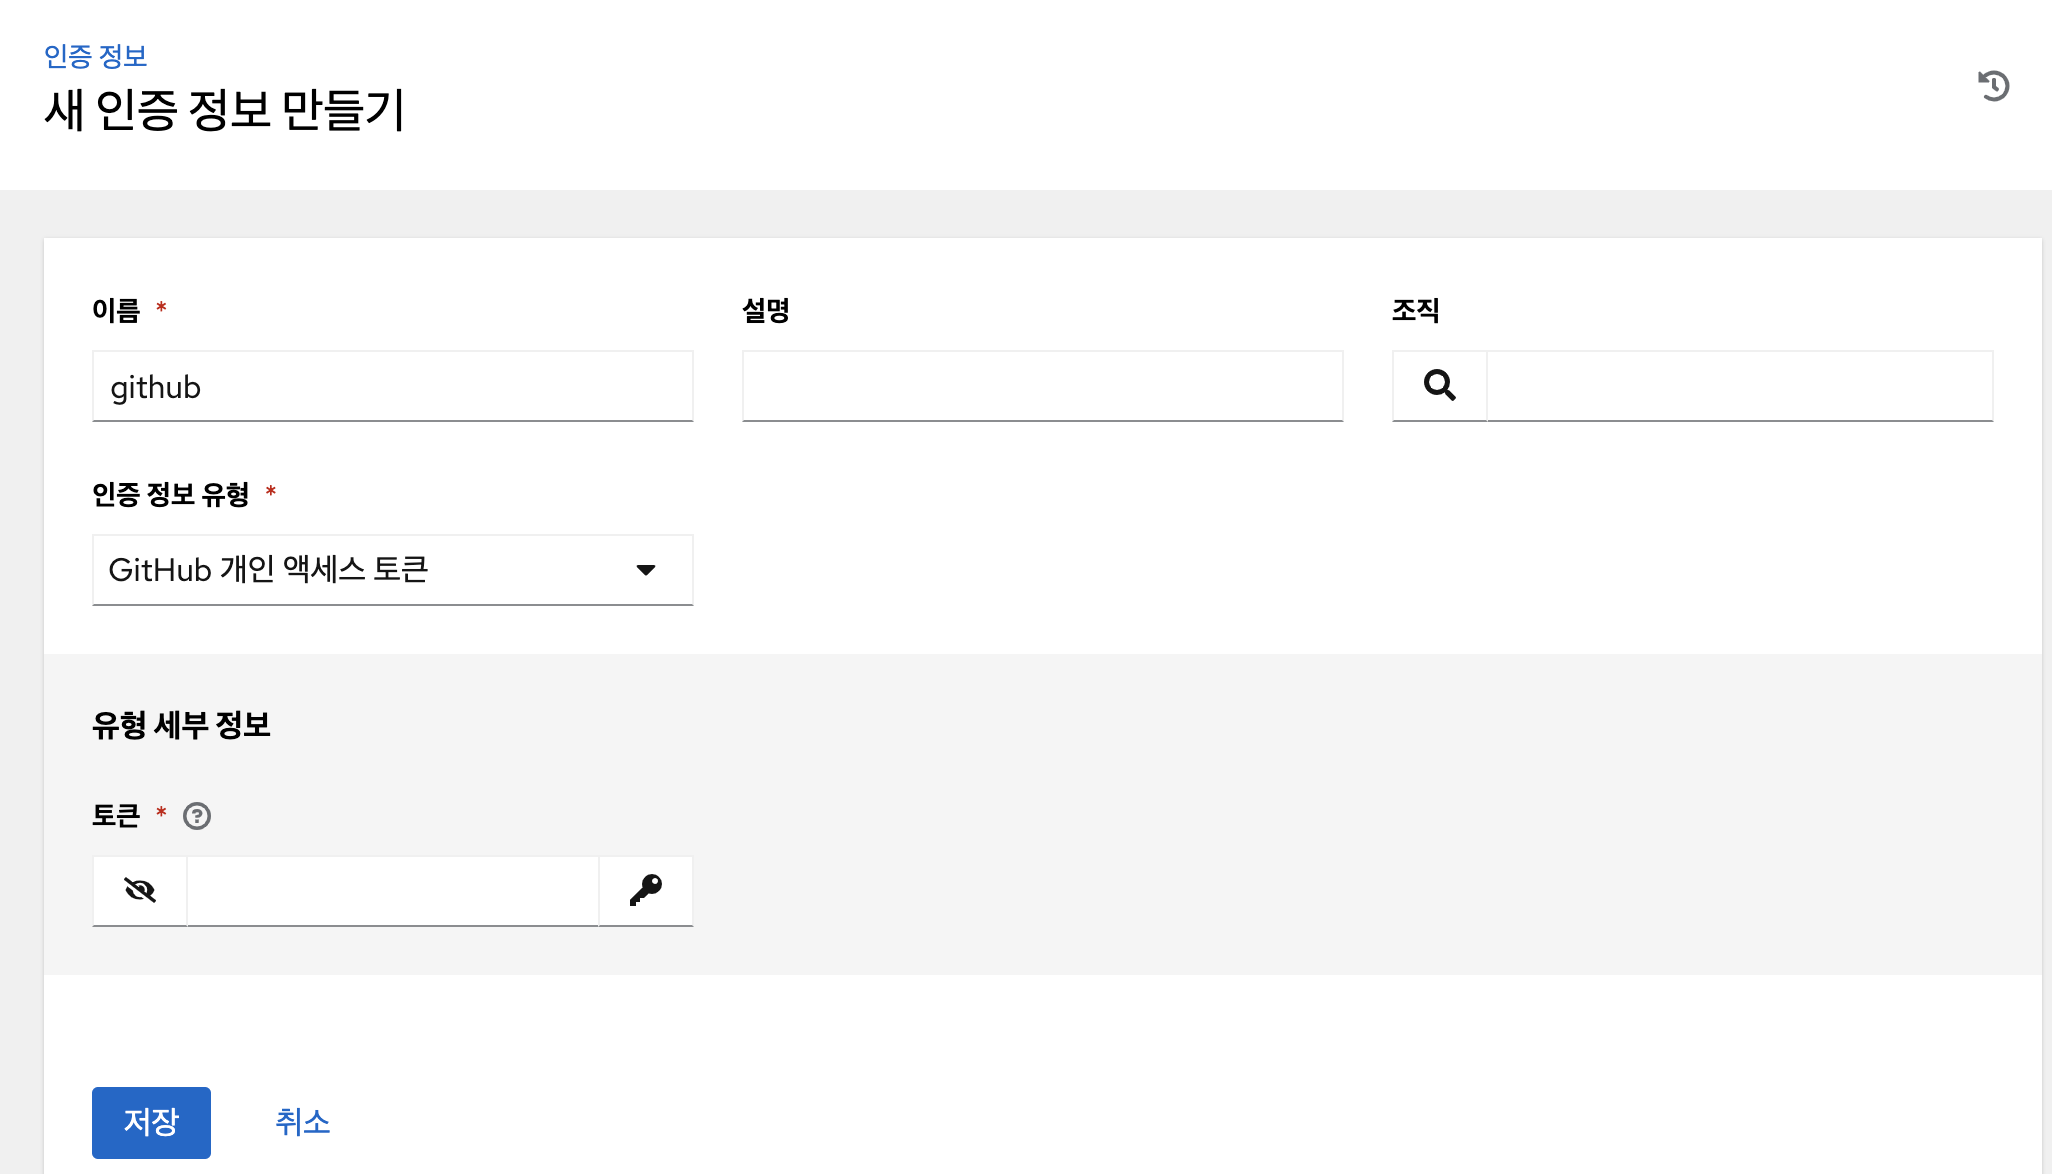 인증 정보
새 인증 정보 만들기
이름 *
설명
조직
github
인증 정보 유형 *
GitHub 개인 액세스 토큰
유형 세부 정보
토큰 * ?
저장
취소